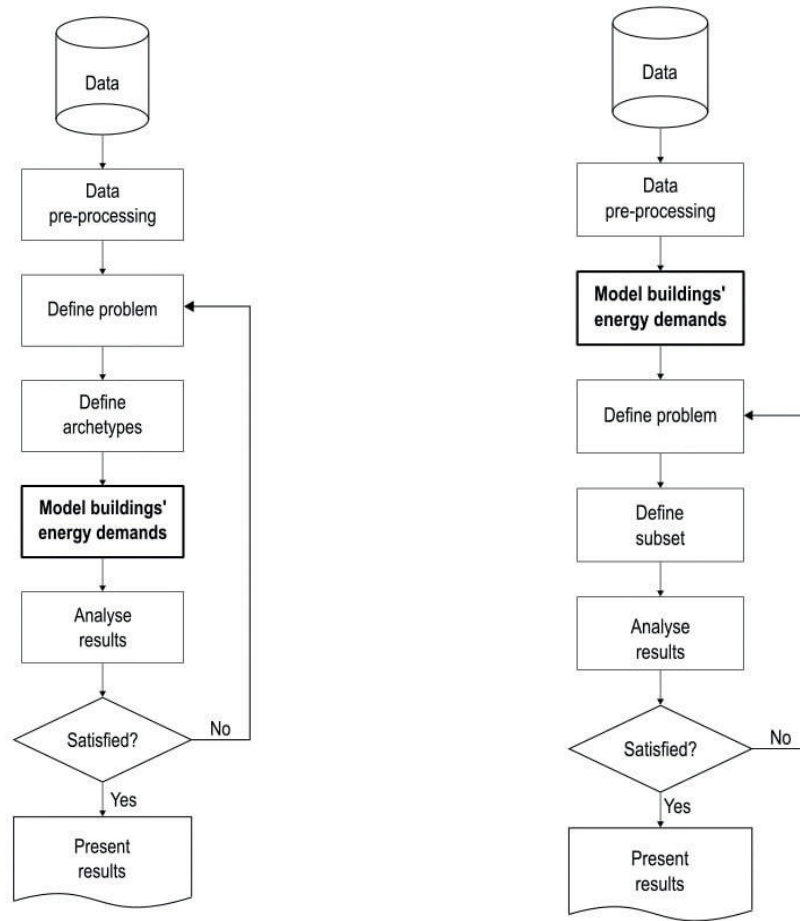 Data
Data
pre-processing
Define problem
Define
archetypes
Model buildings'
energy demands
Analyse
results
Satisfied?
No
Yes
Present
results
Data
Data
pre-processing
Model buildings'
energy demands
Define problem
Define
subset
Analyse
results
Satisfied?
No
Yes
Present
results